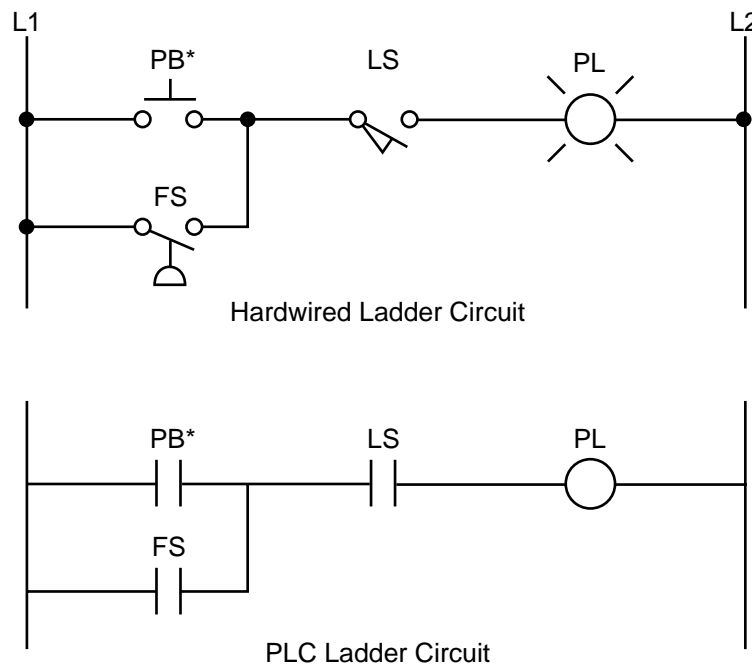 L1 L2
PB* LS PL
FS
Hardwired Ladder Circuit
PB* LS PL
FS
PLC Ladder Circuit